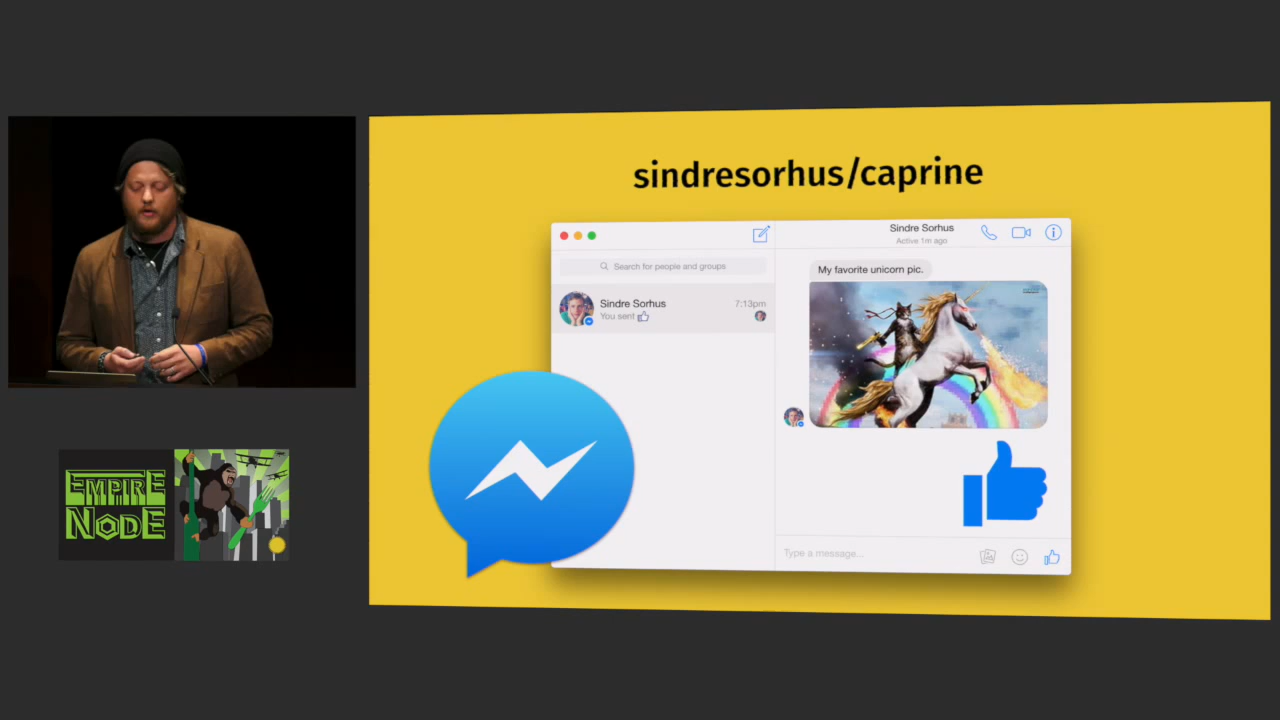 sindresorhus/caprine
Sindre Sorhus
Active 1m ago
Search for people and groups
My favorite unicorn pic.
Sindre Sorhus
7:13pm
You sent
Type a message...
EMPIRE
NODE